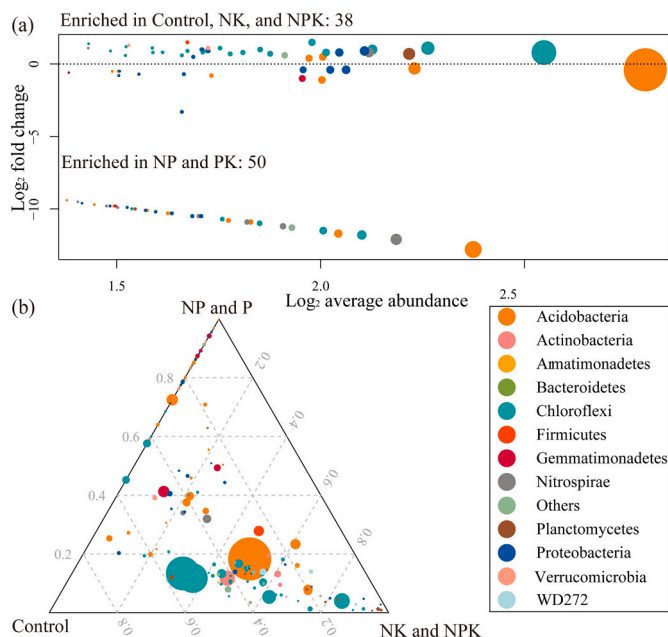 (a)
Enriched in Control, NK, and NPK: 38
0
−5
−10
Log₂ fold change
Enriched in NP and PK: 50
1.5
2.0
2.5
Log₂ average abundance
(b)
NP and P
0.8
0.6
0.4
0.2
0.2
0.4
0.6
0.8
0.8
0.6
0.4
0.2
Control
NK and NPK
Acidobacteria
Actinobacteria
Armatimonadetes
Bacteroidetes
Chloroflexi
Firmicutes
Gemmatimonadetes
Nitrospirae
Others
Planctomycetes
Proteobacteria
Verrucomicrobia
WD272